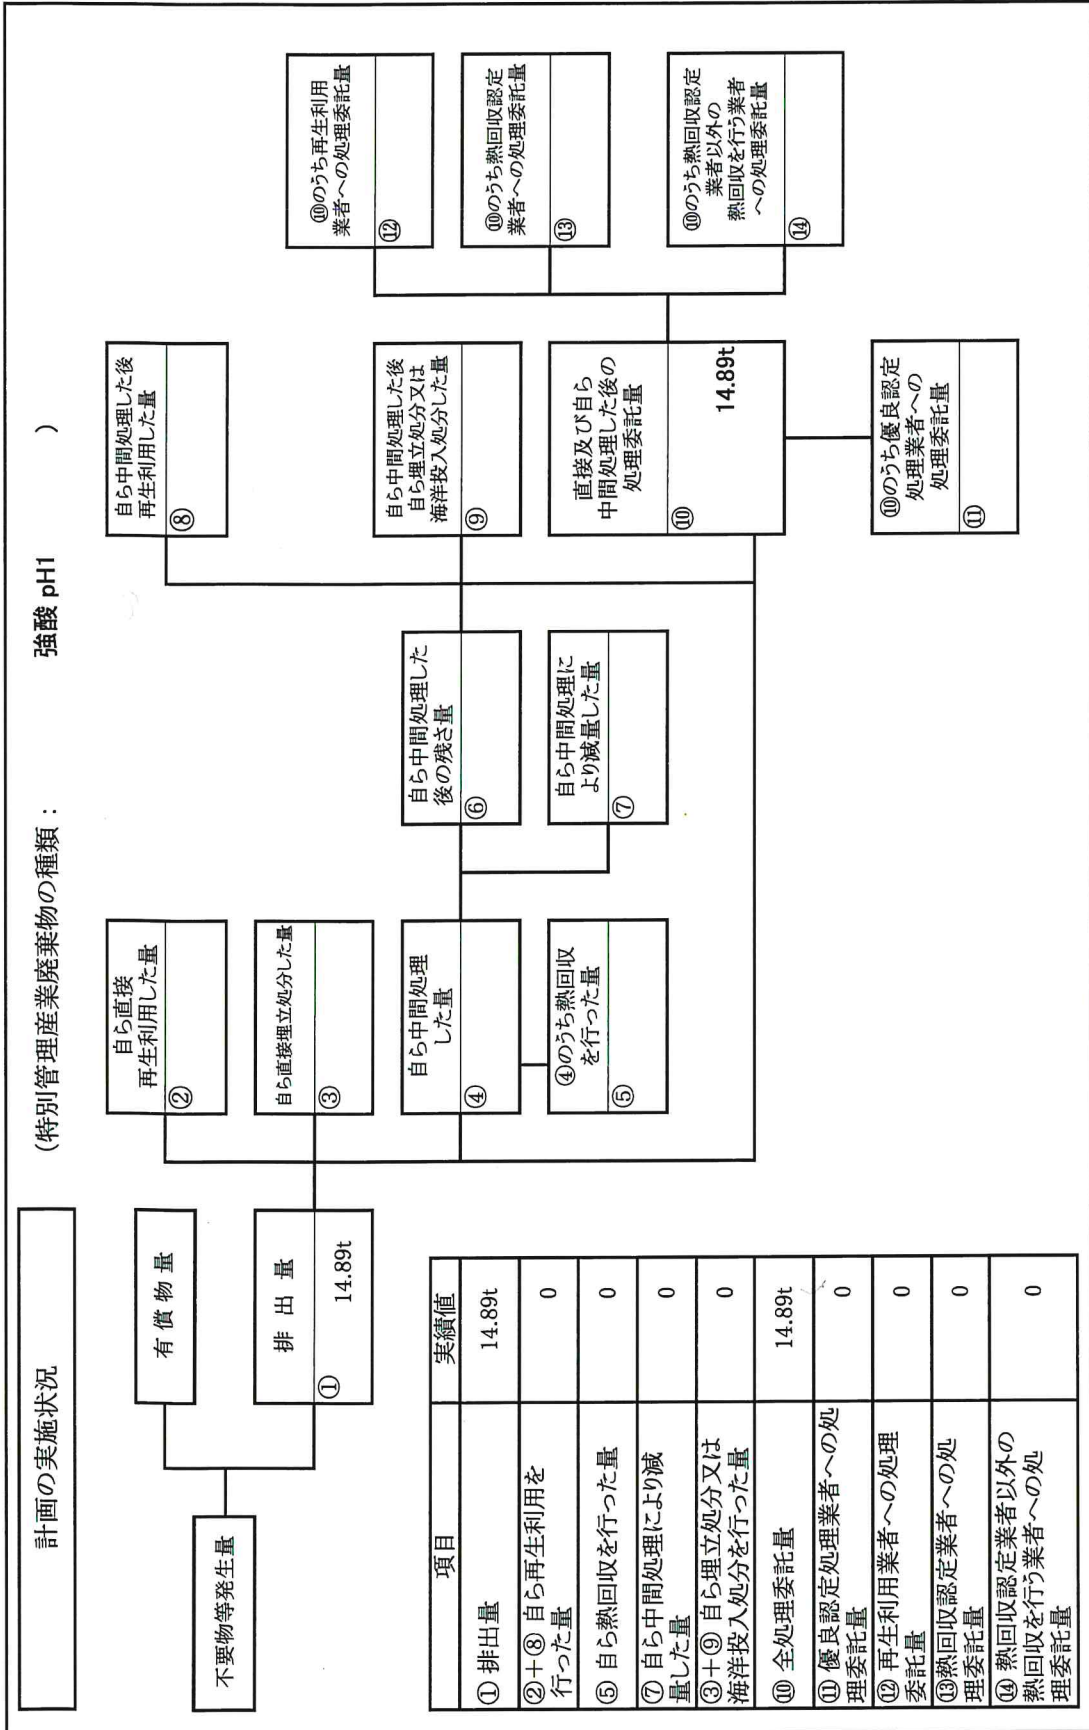 計画の実施状況
(特別管理産業廃棄物の種類：　強酸 pH1　)
不要物等発生量
有償物量
排出量
①
14.89t
自ら直接
再生利用した量
②
自ら直接埋立処分した量
③
自ら中間処理
した量
④
④のうち熱回収
を行った量
⑤
自ら中間処理した
後の残さ量
⑥
自ら中間処理に
より減量した量
⑦
自ら中間処理した後
再生利用した量
⑧
自ら中間処理した後
自ら埋立処分又は
海洋投入処分した量
⑨
直接及び自ら
中間処理した後の
処理委託量
⑩
14.89t
⑩のうち優良認定
処理業者への
処理委託量
⑪
⑩のうち再生利用
業者への処理委託量
⑫
⑩のうち熱回収認定
業者への処理委託量
⑬
⑩のうち熱回収認定
業者以外の
熱回収を行う業者
への処理委託量
⑭
項目　実績値
① 排出量　14.89t
②+⑧ 自ら再生利用を
行った量　0
⑤ 自ら熱回収を行った量　0
⑦ 自ら中間処理により減
量した量　0
③+⑨ 自ら埋立処分又は
海洋投入処分を行った量　0
⑩ 全処理委託量　14.89t
⑪ 優良認定処理業者への処
理委託量　0
⑫ 再生利用業者への処理
委託量　0
⑬熱回収認定業者への処
理委託量　0
⑭ 熱回収認定業者以外の
熱回収を行う業者への処
理委託量　0